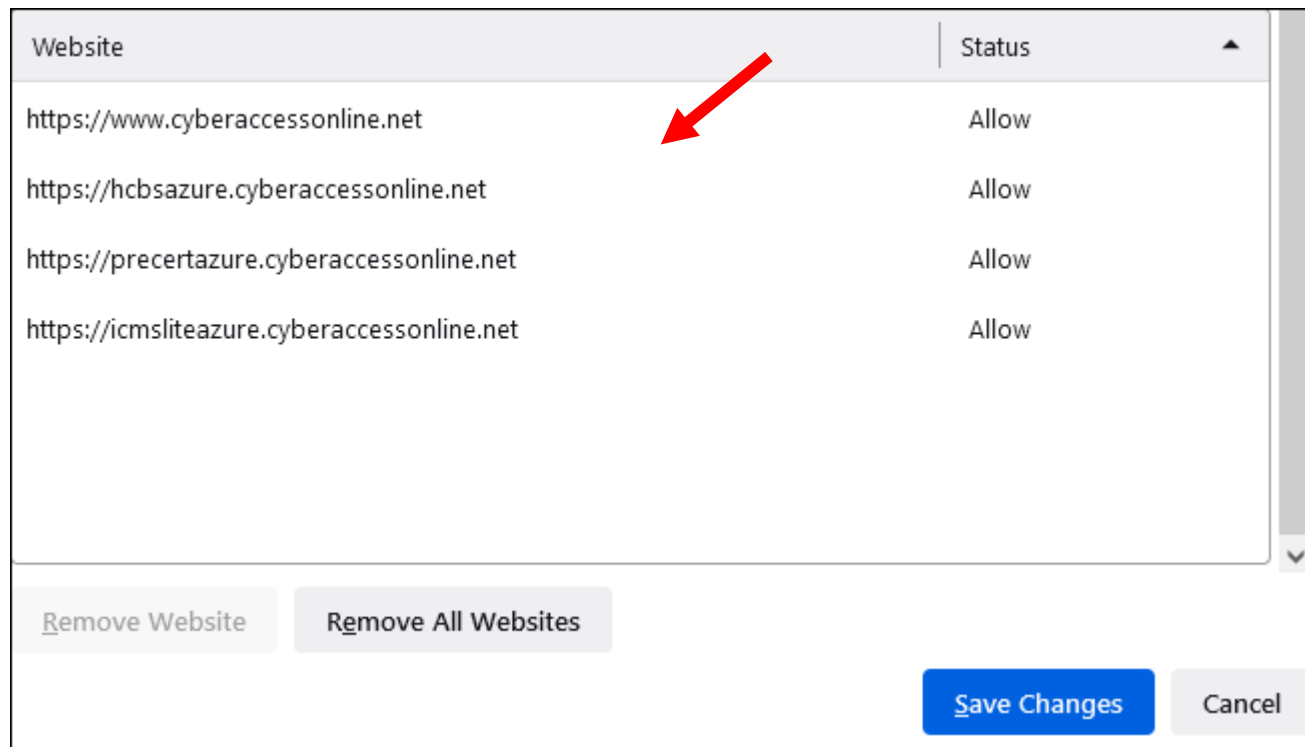 Website Status
https://www.cyberaccessonline.net Allow
https://hcbsazure.cyberaccessonline.net Allow
https://precertazure.cyberaccessonline.net Allow
https://icmsliteazure.cyberaccessonline.net Allow
Remove Website Remove All Websites
Save Changes Cancel